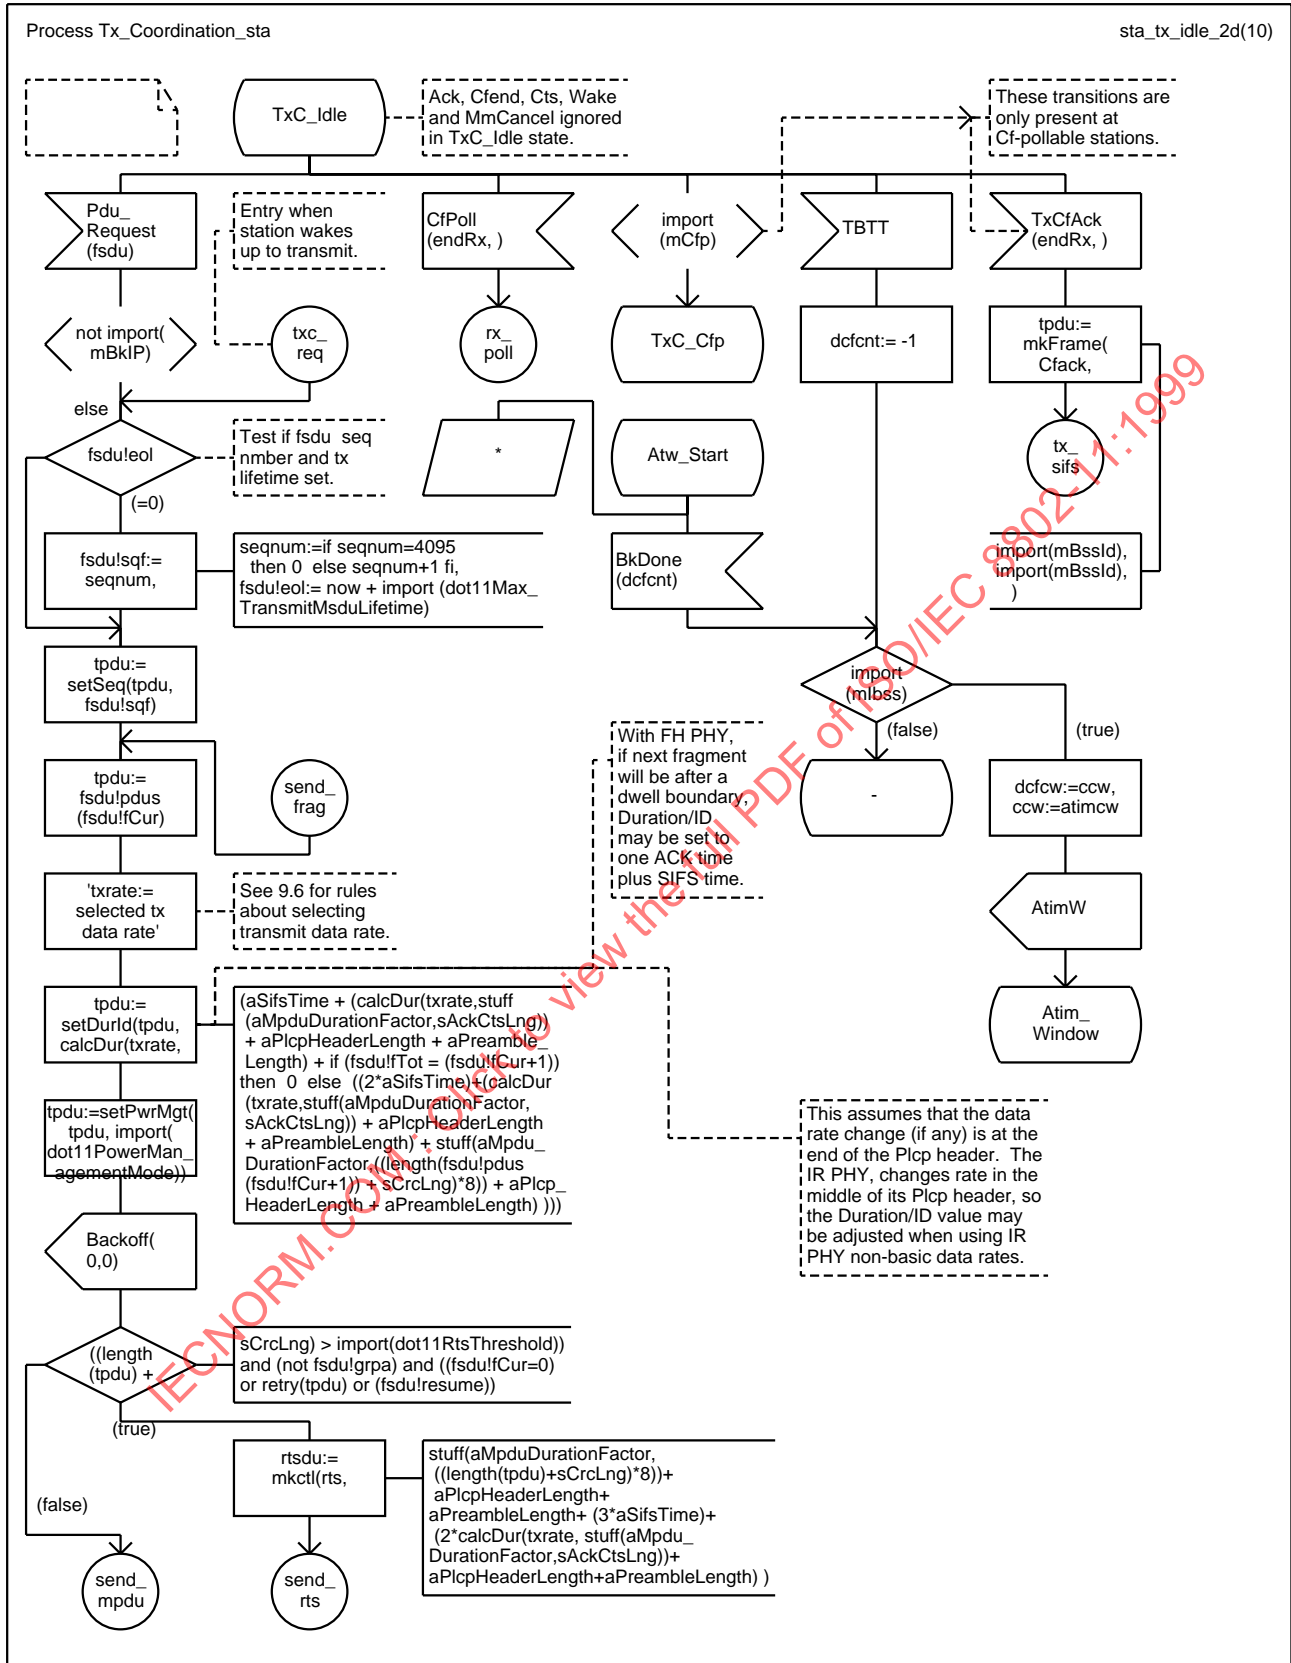 Process Tx_Coordination_sta
sta_tx_idle_2d(10)
TxC_Idle
Ack, Cfend, Cts, Wake
and MmCancel ignored
in TxC_Idle state.
These transitions are
only present at
Cf-pollable stations.
Pdu_
Request
(fsdu)
Entry when
station wakes
up to transmit.
CfPoll
(endRx, )
import
(mCfp)
TBTT
TxCfAck
(endRx, )
not import(
mBkIP)
txc_
req
rx_
poll
TxC_Cfp
dcfcnt:= -1
tpdu:=
mkFrame(
Cfack,
else
fsdu!eol
(=0)
Test if fsdu  seq
nmber and tx
lifetime set.
*
Atw_Start
tx_
sifs
fsdu!sqf:=
seqnum,
seqnum:=if seqnum=4095
then 0  else seqnum+1 fi,
fsdu!eol:= now + import (dot11Max_
TransmitMsduLifetime)
BkDone
(dcfcnt)
import(mBssId),
import(mBssId),
)
tpdu:=
setSeq(tpdu,
fsdu!sqf)
import
(mIbss)
(false)
(true)
tpdu:=
fsdu!pdus
(fsdu!fCur)
send_
frag
With FH PHY,
if next fragment
will be after a
dwell boundary,
Duration/ID
may be set to
one ACK time
plus SIFS time.
-
dcfcw:=ccw,
ccw:=atimcw
'txrate:=
selected tx
data rate'
See 9.6 for rules
about selecting
transmit data rate.
AtimW
tpdu:=
setDurId(tpdu,
calcDur(txrate,
(aSifsTime + (calcDur(txrate,stuff
(aMpduDurationFactor,sAckCtsLng))
+ aPlcpHeaderLength + aPreamble_
Length) + if (fsdu!fTot = (fsdu!fCur+1))
then  0  else  ((2*aSifsTime)+(calcDur
(txrate,stuff(aMpduDurationFactor,
sAckCtsLng)) + aPlcpHeaderLength
+ aPreambleLength) + stuff(aMpdu_
DurationFactor,((length(fsdu!pdus
(fsdu!fCur+1)) + sCrcLng)*8)) + aPlcp_
HeaderLength + aPreambleLength) )))
Atim_
Window
tpdu:=setPwrMgt(
tpdu, import(
dot11PowerMan_
agementMode))
This assumes that the data
rate change (if any) is at the
end of the Plcp header.  The
IR PHY, changes rate in the
middle of its Plcp header, so
the Duration/ID value may
be adjusted when using IR
PHY non-basic data rates.
Backoff(
0,0)
((length
(tpdu) +
sCrcLng) > import(dot11RtsThreshold))
and (not fsdu!grpa) and ((fsdu!fCur=0)
or retry(tpdu) or (fsdu!resume))
(true)
rtsdu:=
mkctl(rts,
stuff(aMpduDurationFactor,
((length(tpdu)+sCrcLng)*8))+
aPlcpHeaderLength+
aPreambleLength+ (3*aSifsTime)+
(2*calcDur(txrate, stuff(aMpdu_
DurationFactor,sAckCtsLng))+
aPlcpHeaderLength+aPreambleLength) )
(false)
send_
mpdu
send_
rts
IECNORM.COM : Click to view the full PDF of ISO/IEC 8802-11:1999